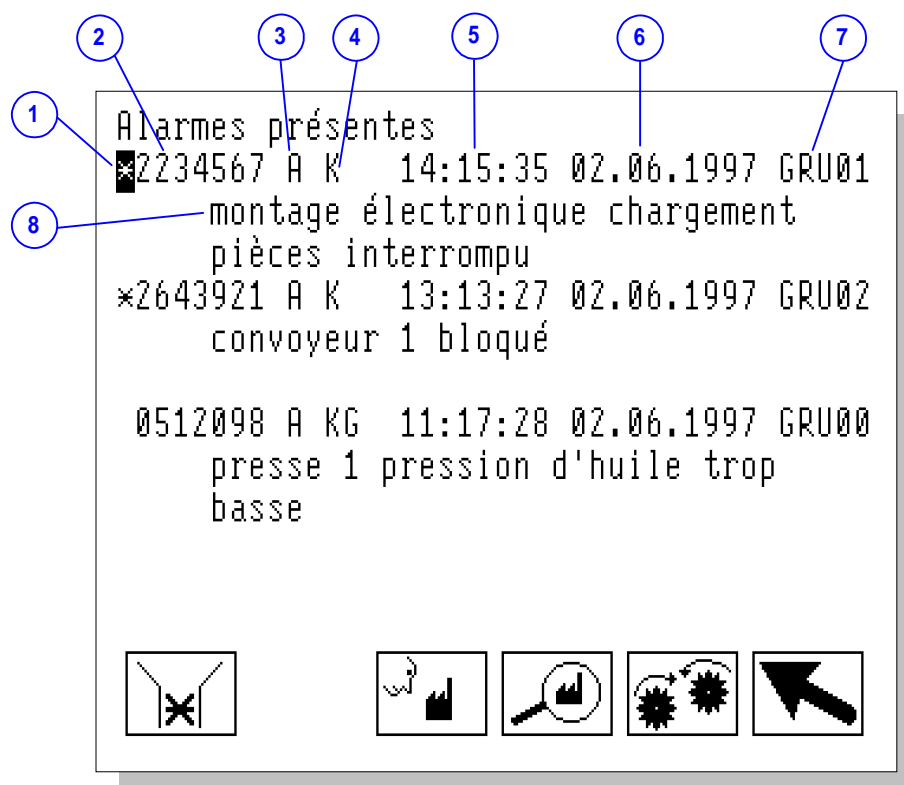 2 3 4 5 6 7
1
Alarmes présentes
*2234567 A K 14:15:35 02.06.1997 GRU01
8
montage électronique chargement
pièces interrompu
*2643921 A K 13:13:27 02.06.1997 GRU02
convoyeur 1 bloqué
0512098 A KG 11:17:28 02.06.1997 GRU00
presse 1 pression d'huile trop
basse